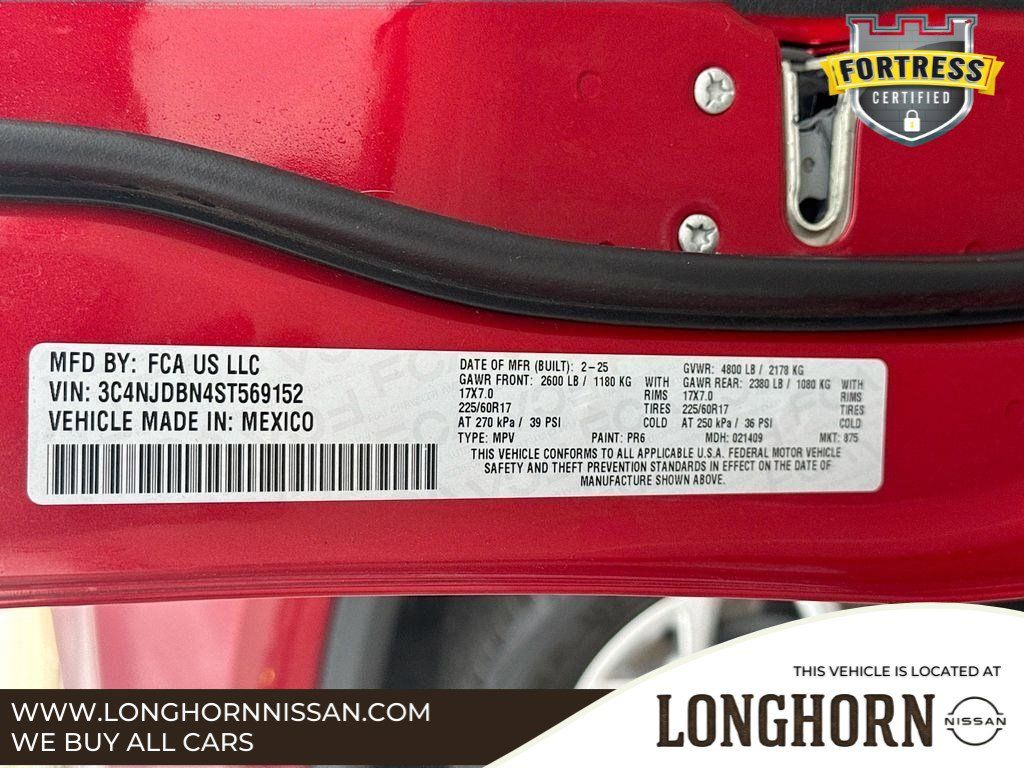 FORTRESS
CERTIFIED
MFD BY: FCA US LLC
VIN: 3C4NJDBN4ST569152
VEHICLE MADE IN: MEXICO
DATE OF MFR (BUILT): 2-25
GAWR FRONT: 2600 LB / 1180 KG WITH
17X7.0 RIMS
225/60R17 TIRES
AT 270 kPa / 39 PSI COLD
TYPE: MPV PAINT: PR6
GVWR: 4800 LB / 2178 KG
GAWR REAR: 2380 LB / 1080 KG WITH
17X7.0 RIMS
225/60R17 TIRES
AT 250 kPa / 36 PSI COLD
MDH: 021409 MKT: 875
THIS VEHICLE CONFORMS TO ALL APPLICABLE U.S.A. FEDERAL MOTOR VEHICLE
SAFETY AND THEFT PREVENTION STANDARDS IN EFFECT ON THE DATE OF
MANUFACTURE SHOWN ABOVE.
THIS VEHICLE IS LOCATED AT
LONGHORN NISSAN
WWW.LONGHORNNISSAN.COM
WE BUY ALL CARS